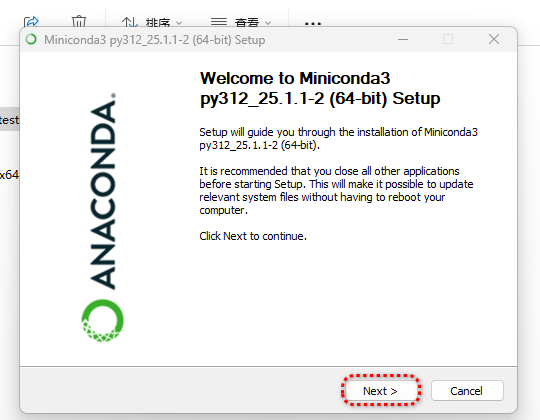 排序 查看 •••
Miniconda3 py312_25.1.1-2 (64-bit) Setup
Welcome to Miniconda3
py312_25.1.1-2 (64-bit) Setup
Setup will guide you through the installation of Miniconda3
py312_25.1.1-2 (64-bit).
It is recommended that you close all other applications
before starting Setup. This will make it possible to update
relevant system files without having to reboot your
computer.
Click Next to continue.
test
x64
ANACONDA.
Next >
Cancel